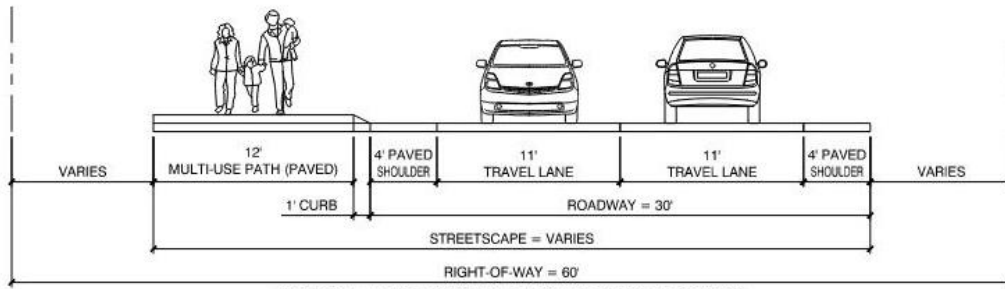 12'
4' PAVED
11'
11'
4' PAVED
VARIES
MULTI-USE PATH (PAVED)
SHOULDER
TRAVEL LANE
TRAVEL LANE
SHOULDER
VARIES
1' CURB
ROADWAY = 30'
STREETSCAPE = VARIES
RIGHT-OF-WAY = 60'